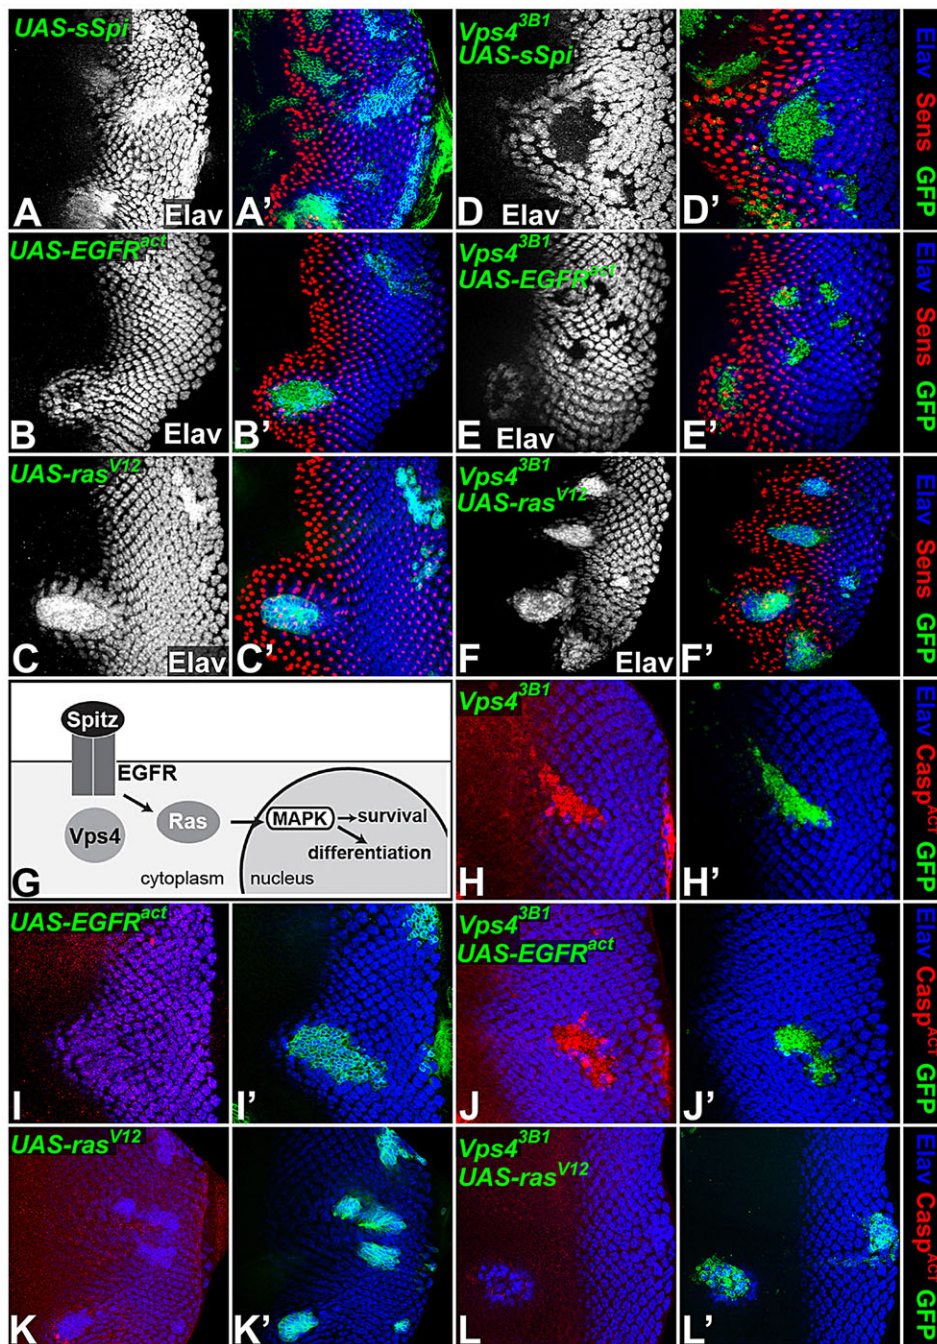 UAS-sSpi
A
Elav
A'
Vps4^3B1
UAS-sSpi
D
Elav
D'
Elav Sens GFP
UAS-EGFR^act
B
Elav
B'
Vps4^3B1
UAS-EGFR^act
E
Elav
E'
Elav Sens GFP
UAS-ras^V12
C
Elav
C'
Vps4^3B1
UAS-ras^V12
F
Elav
F'
Elav Sens GFP
Spitz
EGFR
Vps4
Ras
MAPK
survival
differentiation
cytoplasm
nucleus
G
Vps4^3B1
H
H'
Elav Casp^ACT GFP
UAS-EGFR^act
I
I'
Vps4^3B1
UAS-EGFR^act
J
J'
Elav Casp^ACT GFP
UAS-ras^V12
K
K'
Vps4^3B1
UAS-ras^V12
L
L'
Elav Casp^ACT GFP